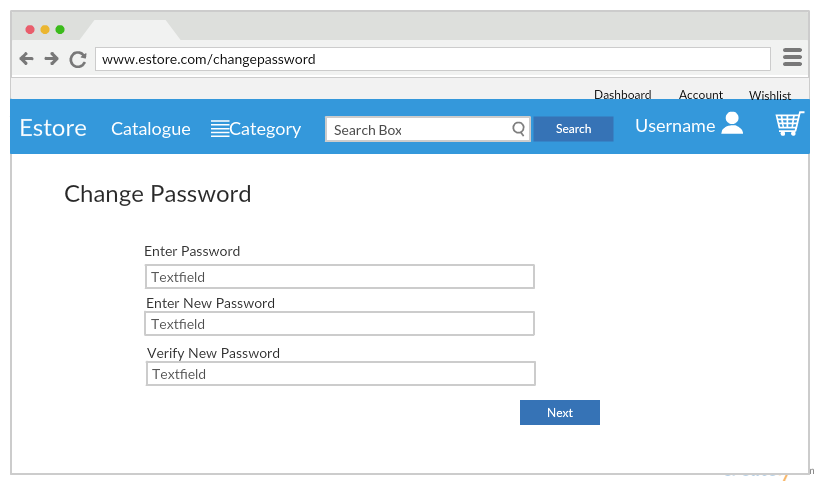 www.estore.com/changepassword
Dashboard Account Wishlist
Estore Catalogue Category Search Box Search Username
Change Password
Enter Password
Textfield
Enter New Password
Textfield
Verify New Password
Textfield
Next